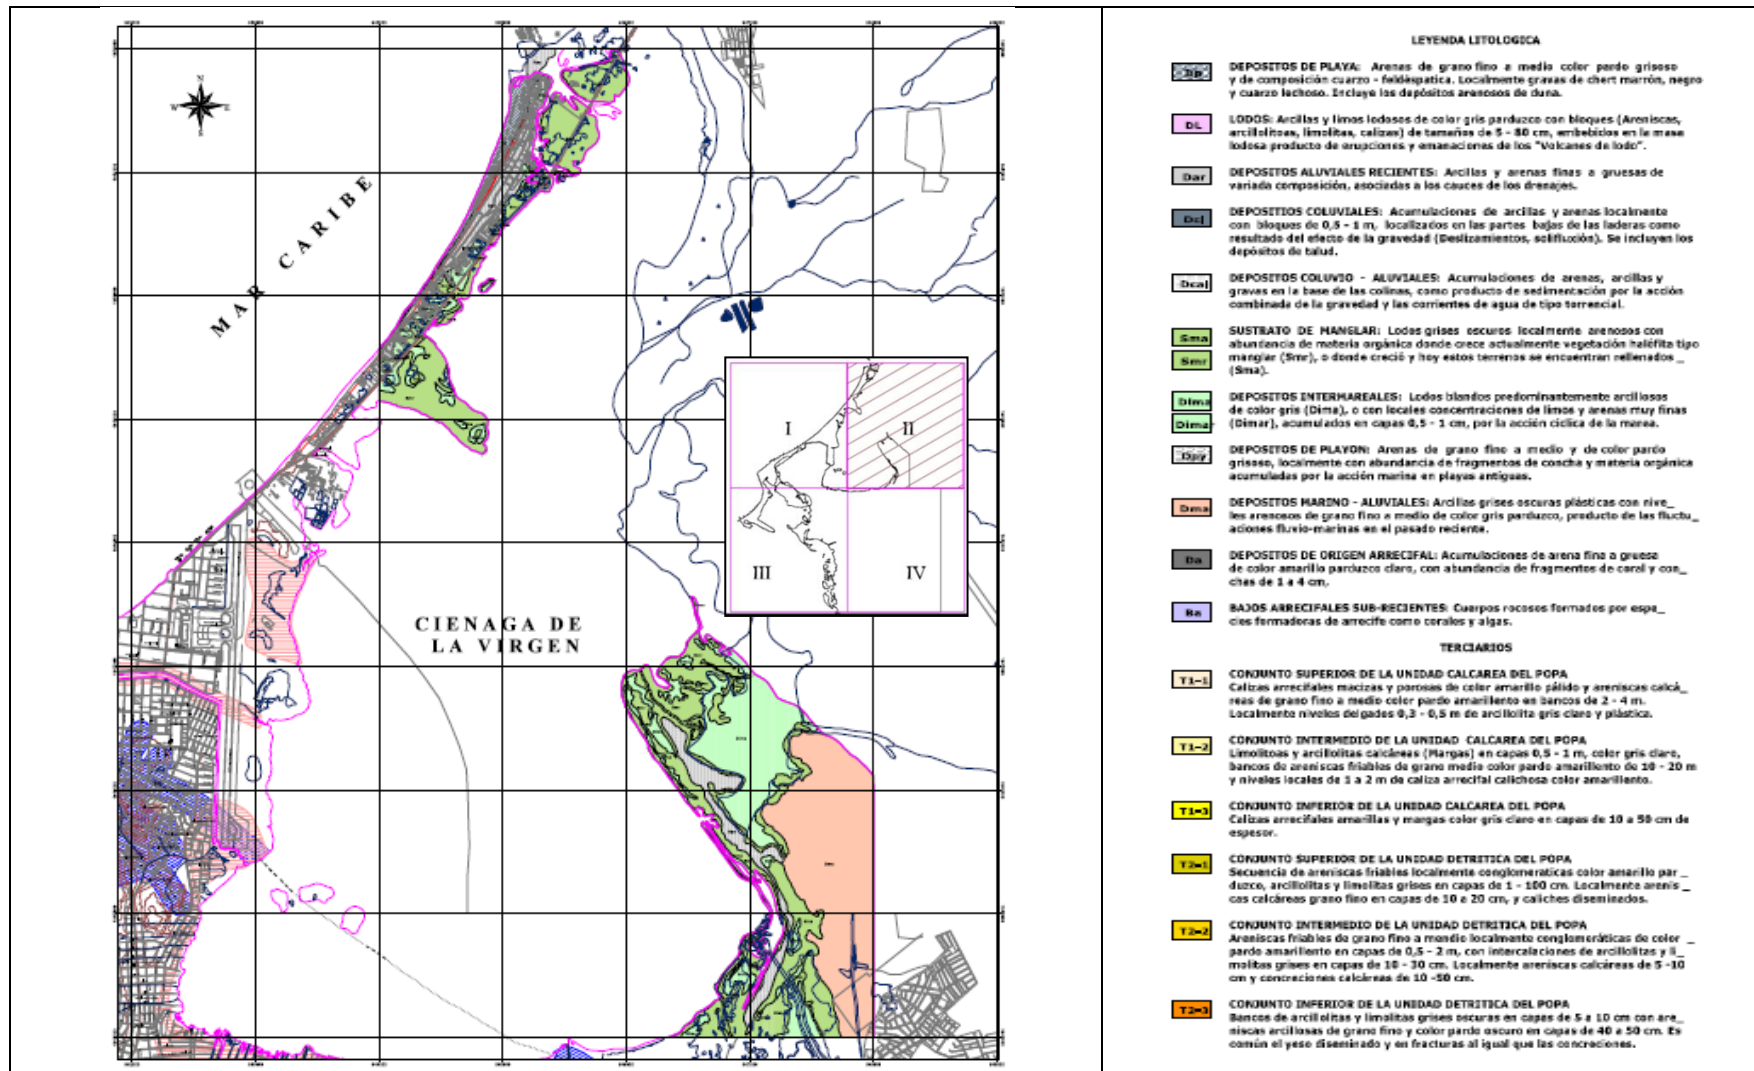 N
W
E
S
MAR CARIBE
CIENAGA DE
LA VIRGEN
I
II
III
IV
LEYENDA LITOLOGICA
Dp
DEPOSITOS DE PLAYA: Arenas de grano fino a medio color pardo grisoso
y de composición cuarzo - feldéspatica. Localmente gravas de chert marrón, negro
y cuarzo lechoso. Incluye los depósitos arenosos de duna.
DL
LODOS: Arcillas y limos lodosos de color gris parduzco con bloques (Areniscas,
arcillolitoas, limolitas, calizas) de tamaños de 5 - 80 cm, embebidos en la masa
lodosa producto de erupciones y emanaciones de los "Volcanes de lodo".
Dar
DEPOSITOS ALUVIALES RECIENTES: Arcillas y arenas finas a gruesas de
variada composición, asociadas a los cauces de los drenajes.
Dcl
DEPOSITIOS COLUVIALES: Acumulaciones de arcillas y arenas localmente
con bloques de 0,5 - 1 m, localizados en las partes bajas de las laderas como
resultado del efecto de la gravedad (Deslizamientos, solifluxión). Se incluyen los
depósitos de talud.
Dcal
DEPOSITOS COLUVIO - ALUVIALES: Acumulaciones de arenas, arcillas y
gravas en la base de las colinas, como producto de sedimentación por la acción
combinada de la gravedad y las corrientes de agua de tipo torrencial.
Sma
Smr
SUSTRATO DE MANGLAR: Lodos grises oscuros localmente arenosos con
abundancia de materia orgánica donde crece actualmente vegetación halófita tipo
manglar (Smr), o donde creció y hoy estos terrenos se encuentran rellenados _
(Sma).
Dima
Dima
DEPOSITOS INTERMAREALES: Lodos blandos predominantemente arcillosos
de color gris (Dima), o con locales concentraciones de limos y arenas muy finas
(Dimar), acumulados en capas 0,5 - 1 cm, por la acción cíclica de la marea.
Dpy
DEPOSITOS DE PLAYON: Arenas de grano fino a medio y de color pardo
grisoso, localmente con abundancia de fragmentos de concha y materia orgánica
acumuladas por la acción marina en playas antiguas.
Dma
DEPOSITOS MARINO - ALUVIALES: Arcillas grises oscuras plásticas con nive_
les arenosos de grano fino a medio de color gris parduzco, producto de las fluctu_
aciones fluvio-marinas en el pasado reciente.
Da
DEPOSITOS DE ORIGEN ARRECIFAL: Acumulaciones de arena fina a gruesa
de color amarillo parduzco claro, con abundancia de fragmentos de coral y con_
chas de 1 a 4 cm,
Ba
BAJOS ARRECIFALES SUB-RECIENTES: Cuerpos rocosos formados por espe_
cies formadoras de arrecife como corales y algas.
TERCIARIOS
T1-1
CONJUNTO SUPERIOR DE LA UNIDAD CALCAREA DEL POPA
Calizas arrecifales macizas y porosas de color amarillo pálido y areniscas calcá_
reas de grano fino a medio color pardo amarillento en bancos de 2 - 4 m.
Localmente niveles delgados 0,3 - 0,5 m de arcillolita gris claro y plástica.
T1-2
CONJUNTO INTERMEDIO DE LA UNIDAD CALCAREA DEL POPA
Limolitoas y arcillolitas calcáreas (Margas) en capas 0,5 - 1 m, color gris claro,
bancos de areniscas friables de grano medio color pardo amarillento de 10 - 20 m
y niveles locales de 1 a 2 m de caliza arrecifal calichosa color amarillento.
T1-3
CONJUNTO INFERIOR DE LA UNIDAD CALCAREA DEL POPA
Calizas arrecifales amarillas y margas color gris claro en capas de 10 a 50 cm de
espesor.
T2-1
CONJUNTO SUPERIOR DE LA UNIDAD DETRITICA DEL POPA
Secuencia de areniscas friables localmente conglomeraticas color amarillo par _
duzco, arcillolitas y limolitas grises en capas de 1 - 100 cm. Localmente arenis _
cas calcáreas grano fino en capas de 10 a 20 cm, y caliches diseminados.
T2-2
CONJUNTO INTERMEDIO DE LA UNIDAD DETRITICA DEL POPA
Areniscas friables de grano fino a mendio localmente conglomeráticas de color _
pardo amarillento en capas de 0,5 - 2 m, con intercalaciones de arcillolitas y li_
molitas grises en capas de 10 - 30 cm. Localmente areniscas calcáreas de 5 -10
cm y concreciones calcáreas de 10 -50 cm.
T2-3
CONJUNTO INFERIOR DE LA UNIDAD DETRITICA DEL POPA
Bancos de arcillolitas y limolitas grises oscuras en capas de 5 a 10 cm con are_
niscas arcillosas de grano fino y color pardo oscuro en capas de 40 a 50 cm. Es
común el yeso diseminado y en fracturas al igual que las concreciones.